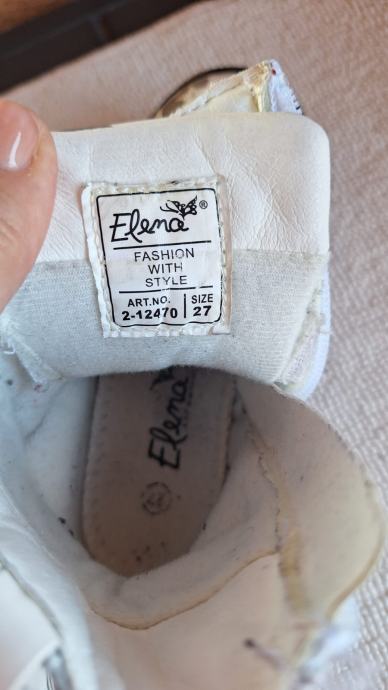 Elena ®
FASHION
WITH
STYLE
ART.NO. SIZE
2-12470 27
Elena